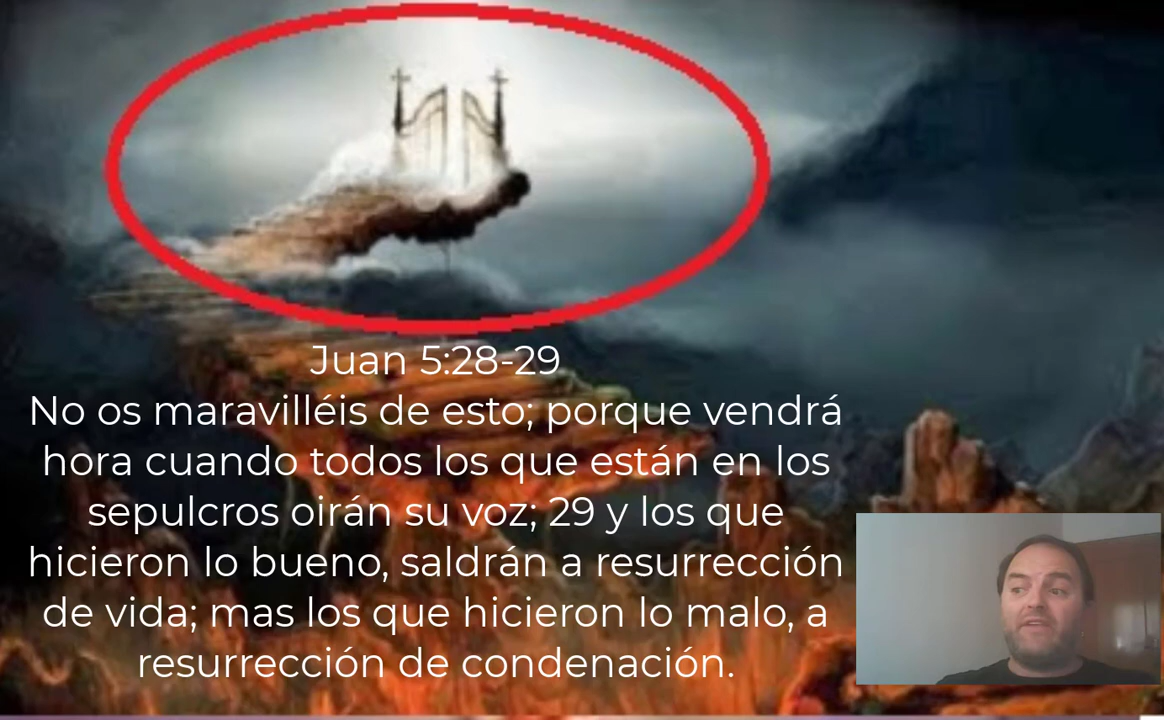 Juan 5:28-29
No os maravilléis de esto; porque vendrá
hora cuando todos los que están en los
sepulcros oirán su voz; 29 y los que
hicieron lo bueno, saldrán a resurrección
de vida; mas los que hicieron lo malo, a
resurrección de condenación.